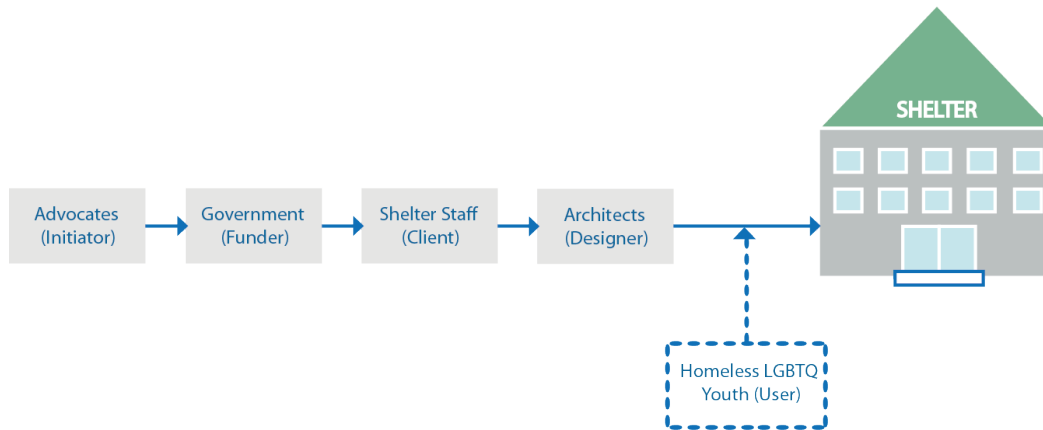 SHELTER
Advocates
(Initiator)
Government
(Funder)
Shelter Staff
(Client)
Architects
(Designer)
Homeless LGBTQ
Youth (User)